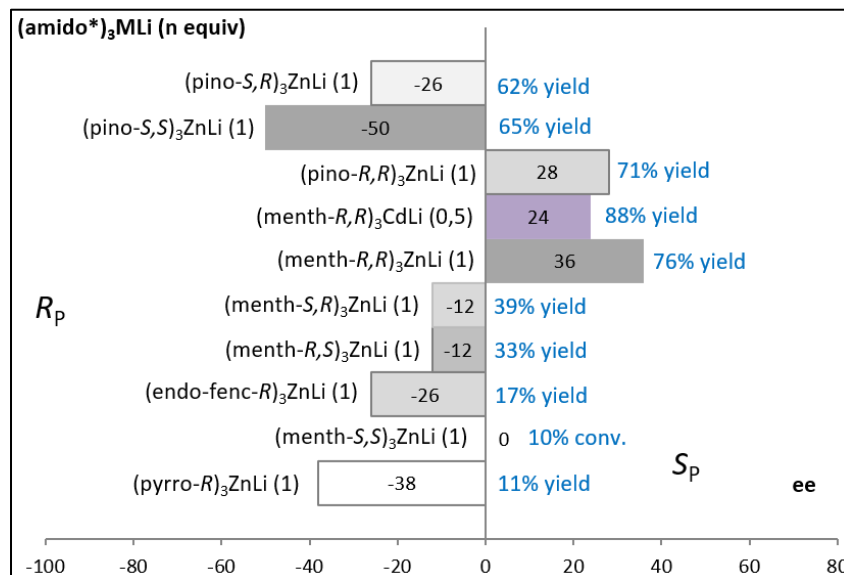 (amido*)₃MLi (n equiv)
(pino-S,R)₃ZnLi (1) -26 62% yield
(pino-S,S)₃ZnLi (1) -50 65% yield
(pino-R,R)₃ZnLi (1) 28 71% yield
(menth-R,R)₃CdLi (0,5) 24 88% yield
(menth-R,R)₃ZnLi (1) 36 76% yield
(menth-S,R)₃ZnLi (1) -12 39% yield
(menth-R,S)₃ZnLi (1) -12 33% yield
(endo-fenc-R)₃ZnLi (1) -26 17% yield
(menth-S,S)₃ZnLi (1) 0 10% conv.
(pyrro-R)₃ZnLi (1) -38 11% yield
R_P
S_P
ee
-100 -80 -60 -40 -20 0 20 40 60 80